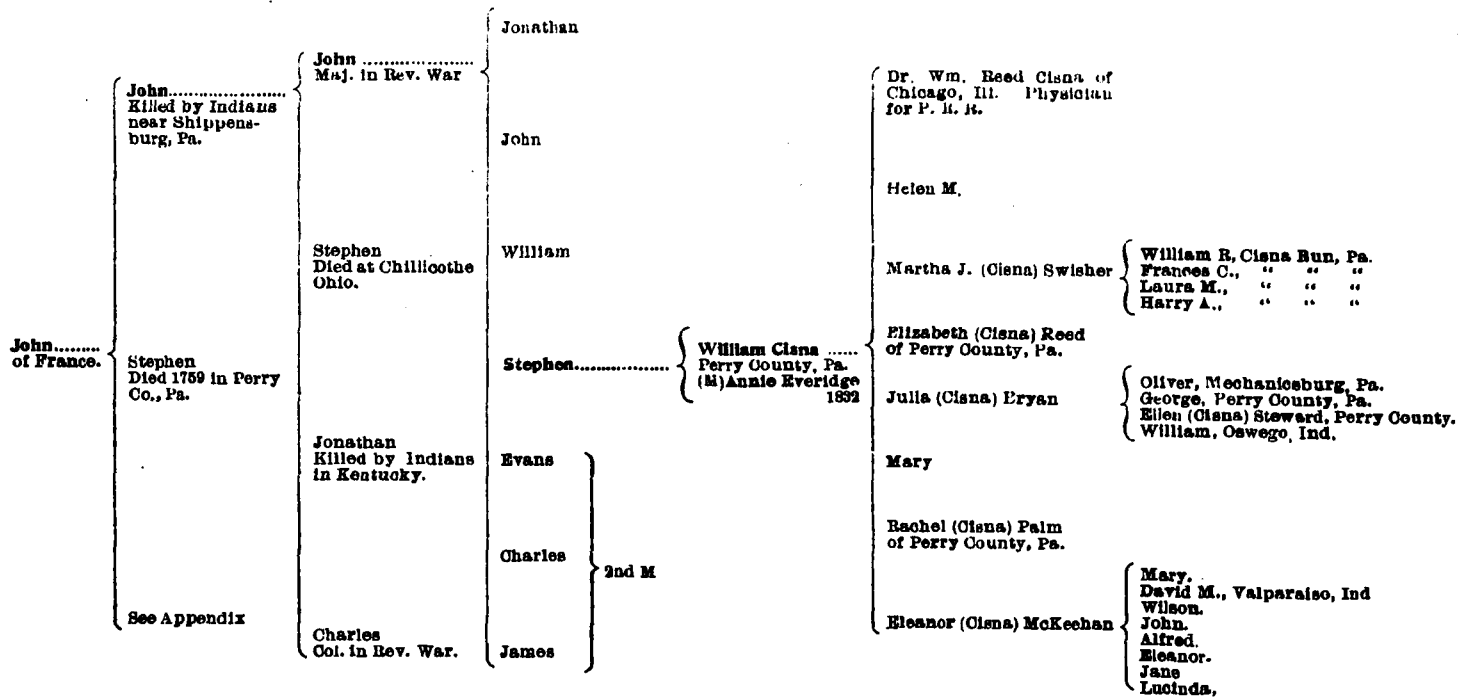 John.........
of France.
John......................
Killed by Indians
near Shippens-
burg, Pa.
Stephen
Died 1759 in Perry
Co., Pa.
See Appendix
John .....................
Maj. in Rev. War
Stephen
Died at Chillicothe
Ohio.
Jonathan
Killed by Indians
in Kentucky.
Charles
Col. in Rev. War.
Jonathan
John
William
Stephen.................
Evans
Charles
James
2nd M
William Cisna ......
Perry County, Pa.
(M) Annie Everidge
1832
Dr. Wm. Reed Cisna of
Chicago, Ill. Physician
for P. R. R.
Helen M.
Martha J. (Cisna) Swisher
William R, Cisna Run, Pa.
Frances C., “ “ “
Laura M., “ “ “
Harry A., “ “ “
Elizabeth (Cisna) Reed
of Perry County, Pa.
Julia (Cisna) Bryan
Oliver, Mechanicsburg, Pa.
George, Perry County, Pa.
Ellen (Cisna) Steward, Perry County.
William, Oswego, Ind.
Mary
Rachel (Cisna) Palm
of Perry County, Pa.
Eleanor (Cisna) McKeehan
Mary.
David M., Valparaiso, Ind
Wilson.
John.
Alfred.
Eleanor.
Jane
Lucinda,